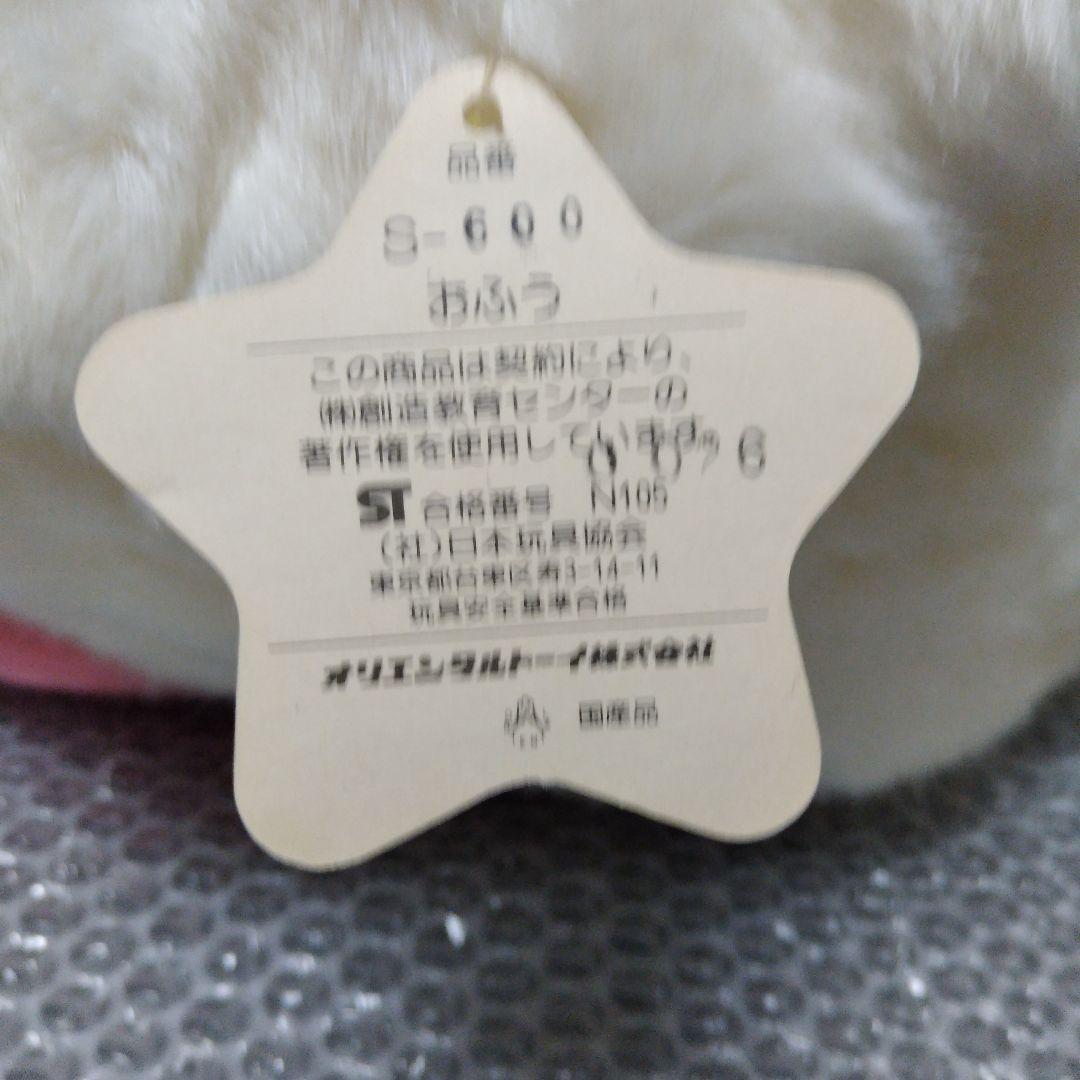 品番
S-600
おふう
この商品は契約により、
㈱創造教育センターの
著作権を使用しています。
ST 合格番号 N105
(社)日本玩具協会
東京都台東区寿3-14-11
玩具安全基準合格
オリエンタルトーイ株式会社
国産品